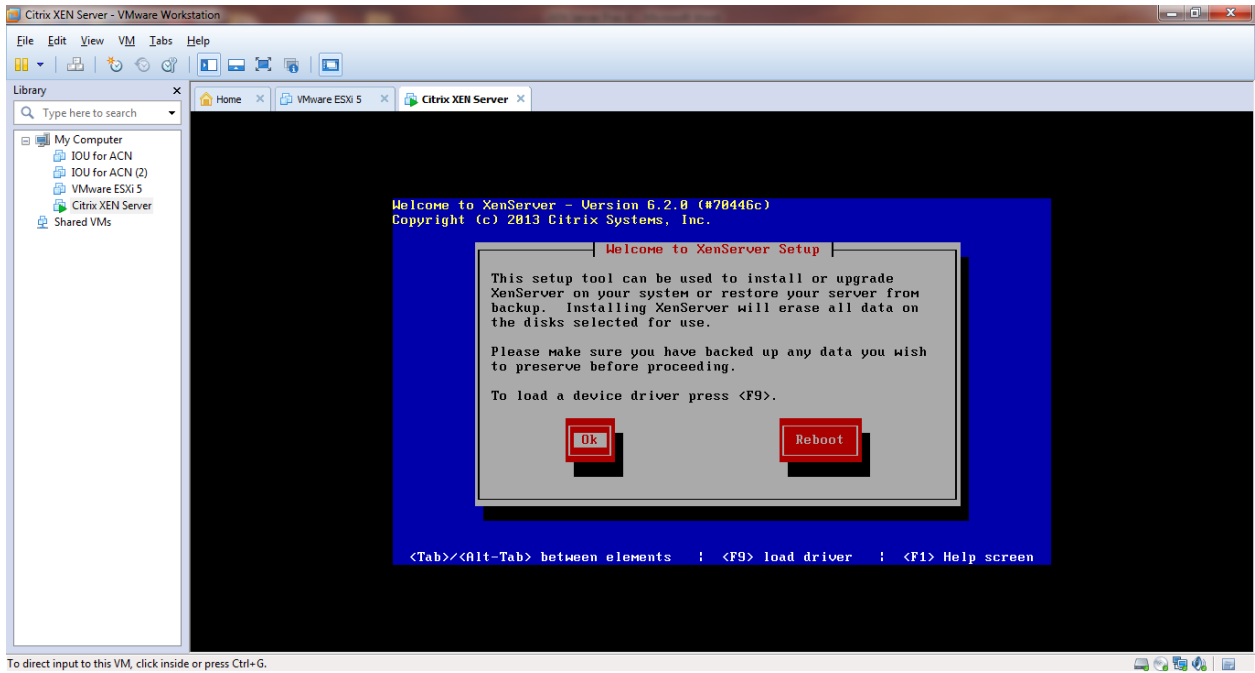 Citrix XEN Server - VMware Workstation
File Edit View VM Tabs Help
Library
Type here to search
My Computer
IOU for ACN
IOU for ACN (2)
VMware ESXi 5
Citrix XEN Server
Shared VMs
Home VMware ESXi 5 Citrix XEN Server
Welcome to XenServer - Version 6.2.0 (#70446c)
Copyright (c) 2013 Citrix Systems, Inc.
Welcome to XenServer Setup
This setup tool can be used to install or upgrade
XenServer on your system or restore your server from
backup. Installing XenServer will erase all data on
the disks selected for use.
Please make sure you have backed up any data you wish
to preserve before proceeding.
To load a device driver press <F9>.
Ok Reboot
<Tab>/<Alt-Tab> between elements ¦ <F9> load driver ¦ <F1> Help screen
To direct input to this VM, click inside or press Ctrl+G.